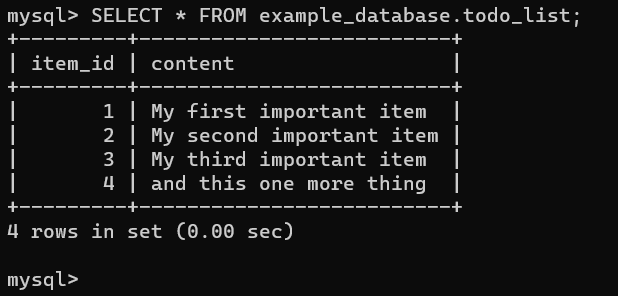 mysql> SELECT * FROM example_database.todo_list;
+---------+--------------------------+
| item_id | content                  |
+---------+--------------------------+
|       1 | My first important item  |
|       2 | My second important item |
|       3 | My third important item  |
|       4 | and this one more thing  |
+---------+--------------------------+
4 rows in set (0.00 sec)

mysql>